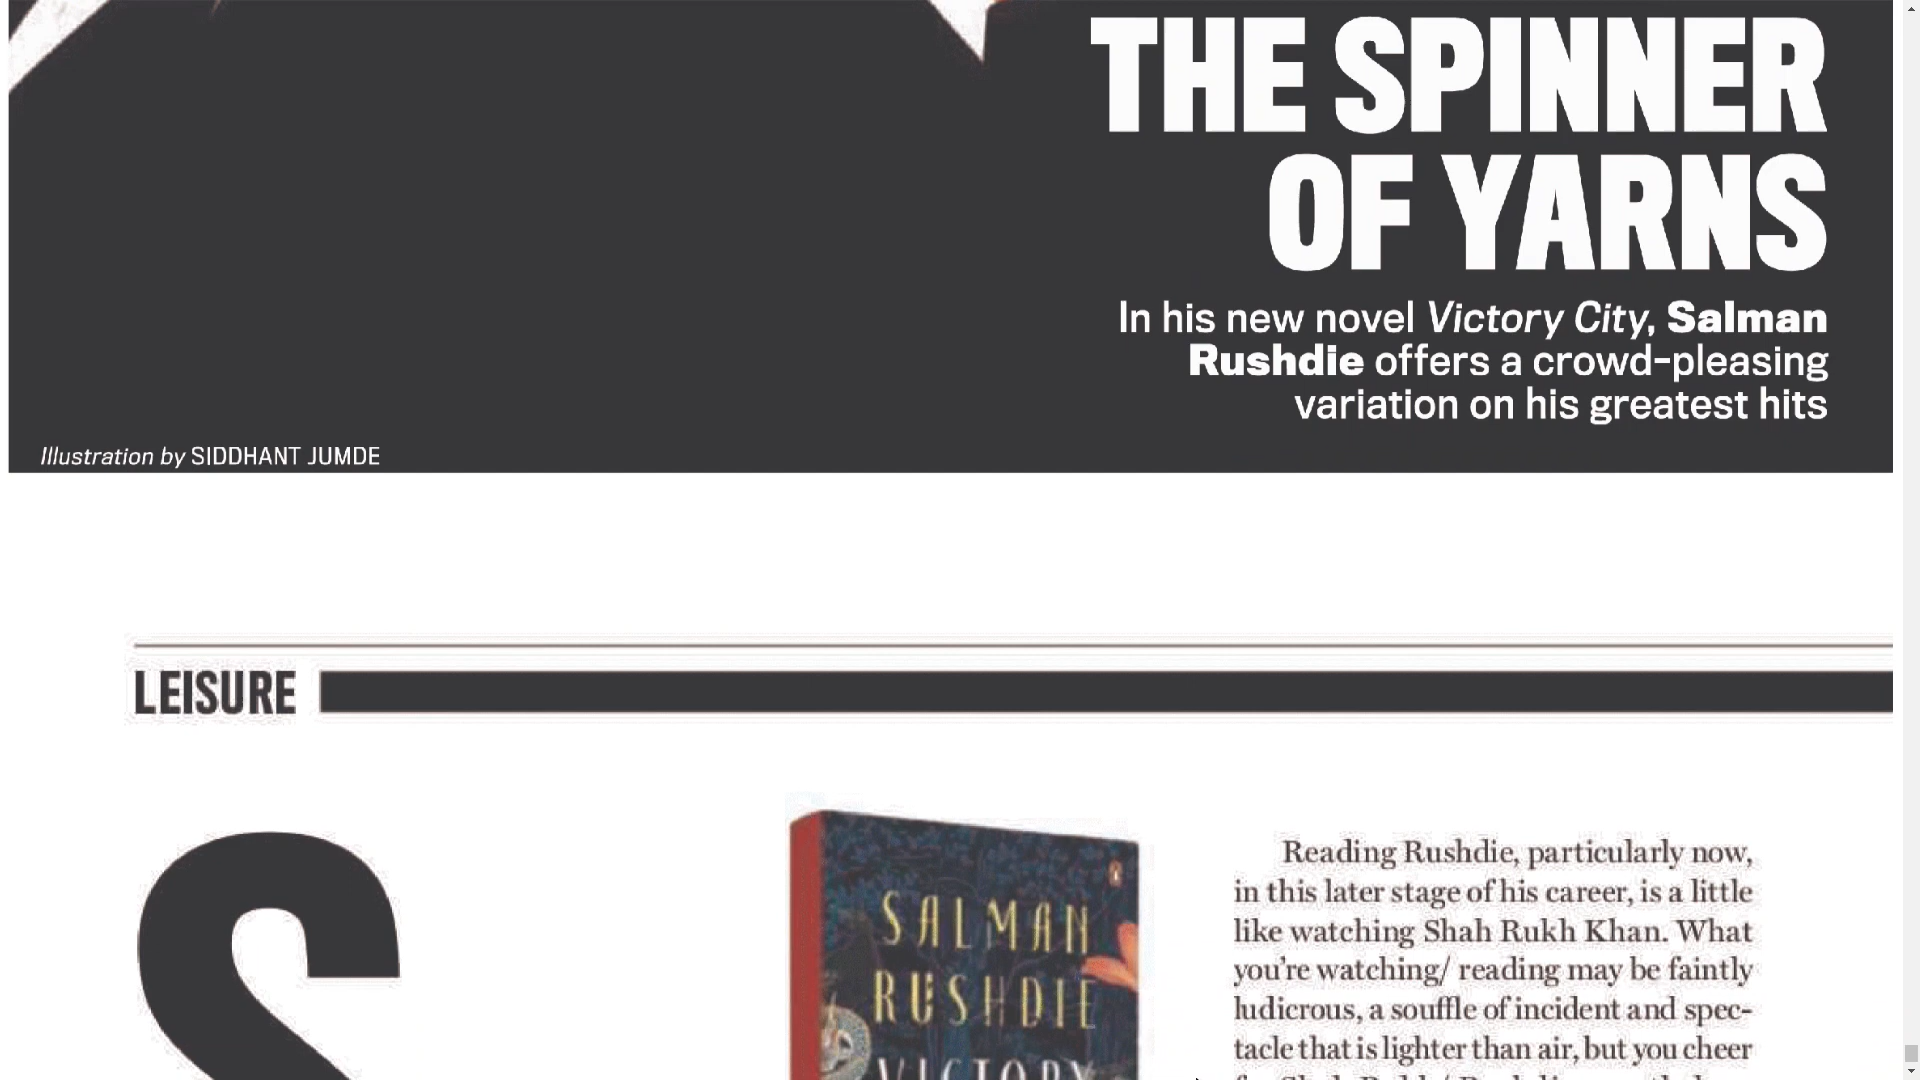 THE SPINNER
OF YARNS
In his new novel Victory City, Salman
Rushdie offers a crowd-pleasing
variation on his greatest hits
Illustration by SIDDHANT JUMDE
LEISURE
S
SALMAN
RUSHDIE
VICTORY
Reading Rushdie, particularly now,
in this later stage of his career, is a little
like watching Shah Rukh Khan. What
you're watching/ reading may be faintly
ludicrous, a souffle of incident and spec-
tacle that is lighter than air, but you cheer